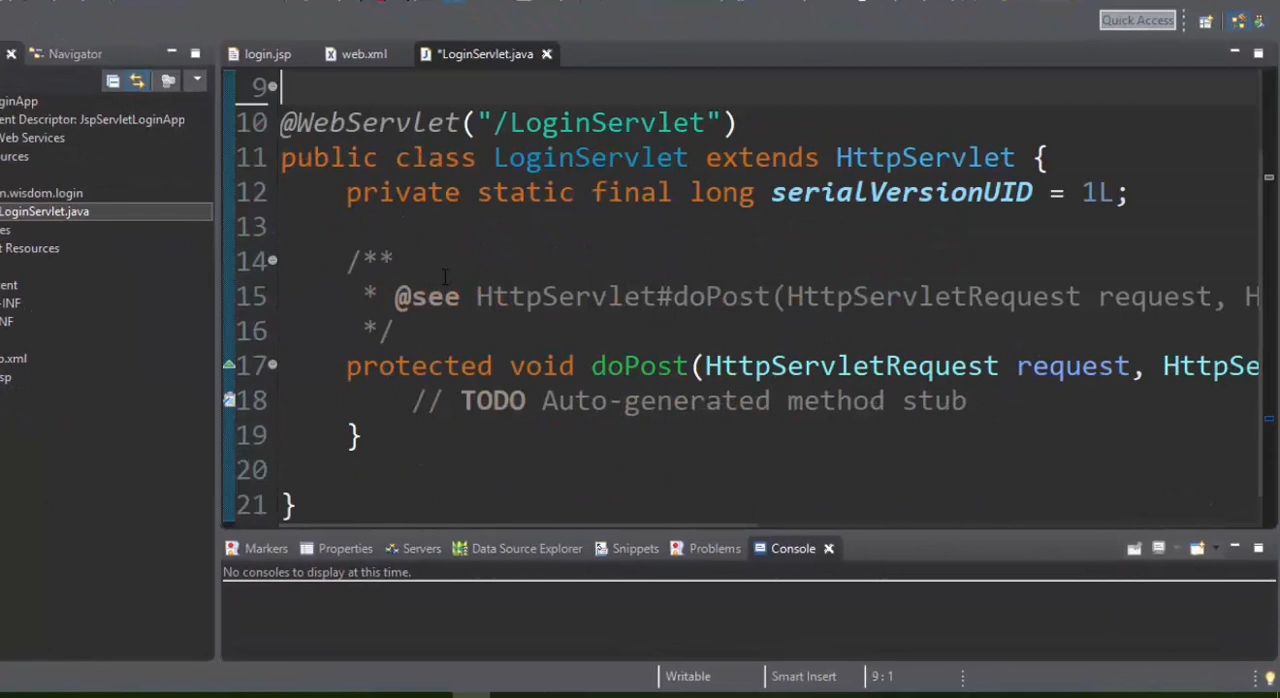 Quick Access
Navigator
login.jsp
web.xml
*LoginServlet.java
ginApp
ent Descriptor: JspServletLoginApp
Web Services
ources
m.wisdom.login
LoginServlet.java
es
t Resources
ent
-INF
NF
b.xml
sp
9
10 @WebServlet("/LoginServlet")
11 public class LoginServlet extends HttpServlet {
12 private static final long serialVersionUID = 1L;
13
14 /**
15 * @see HttpServlet#doPost(HttpServletRequest request, H
16 */
17 protected void doPost(HttpServletRequest request, HttpSe
18 // TODO Auto-generated method stub
19 }
20
21 }
Markers
Properties
Servers
Data Source Explorer
Snippets
Problems
Console
No consoles to display at this time.
Writable
Smart Insert
9 : 1